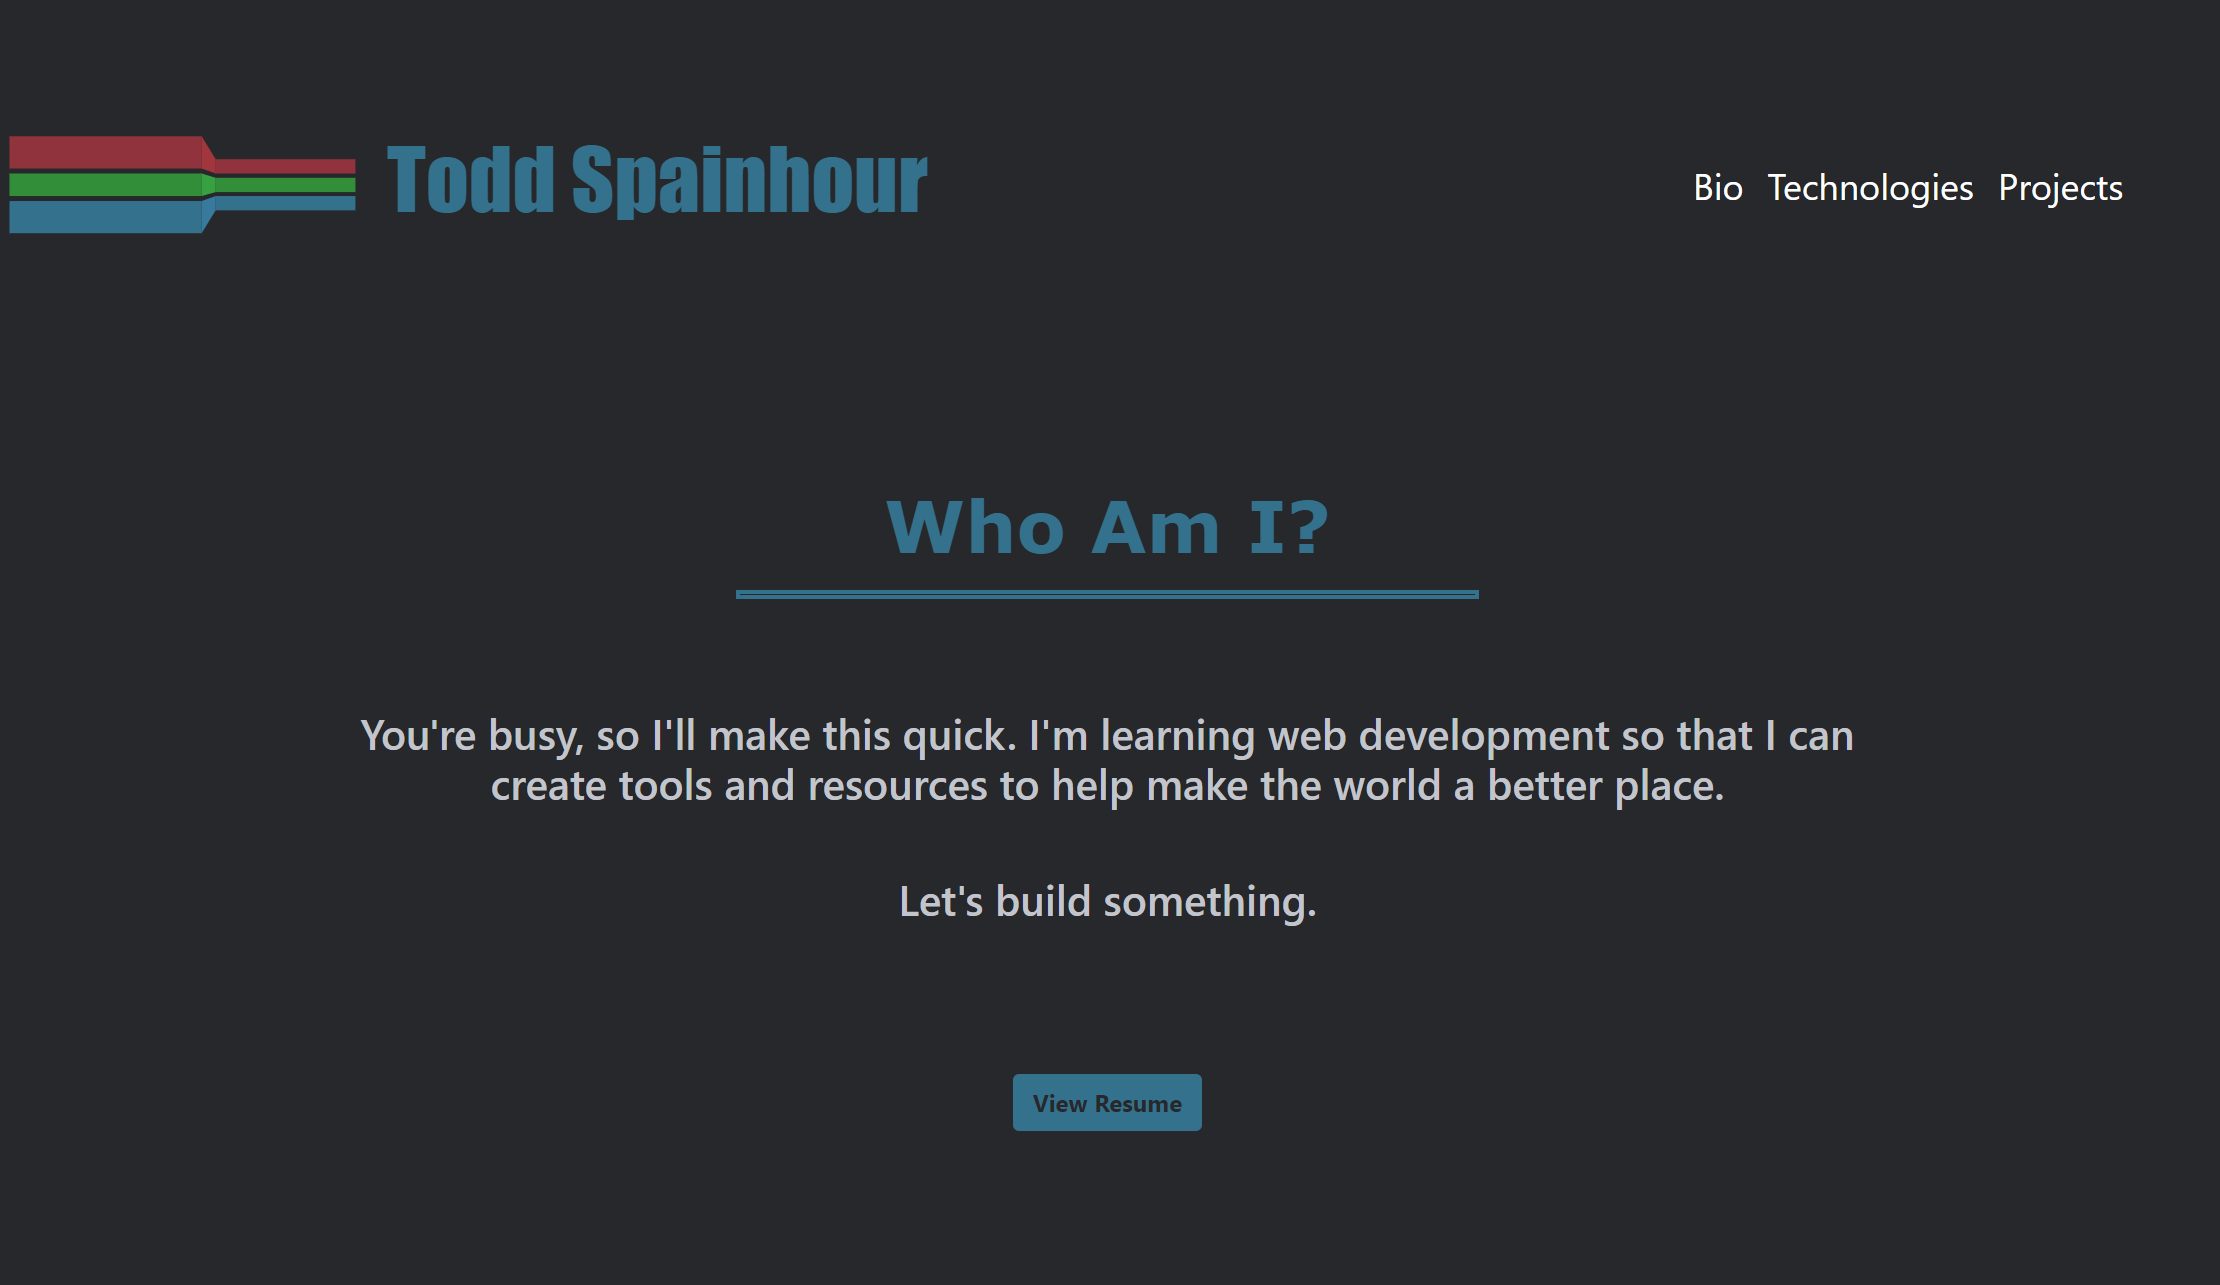 Todd Spainhour
Bio Technologies Projects
Who Am I?
You're busy, so I'll make this quick. I'm learning web development so that I can
create tools and resources to help make the world a better place.
Let's build something.
View Resume